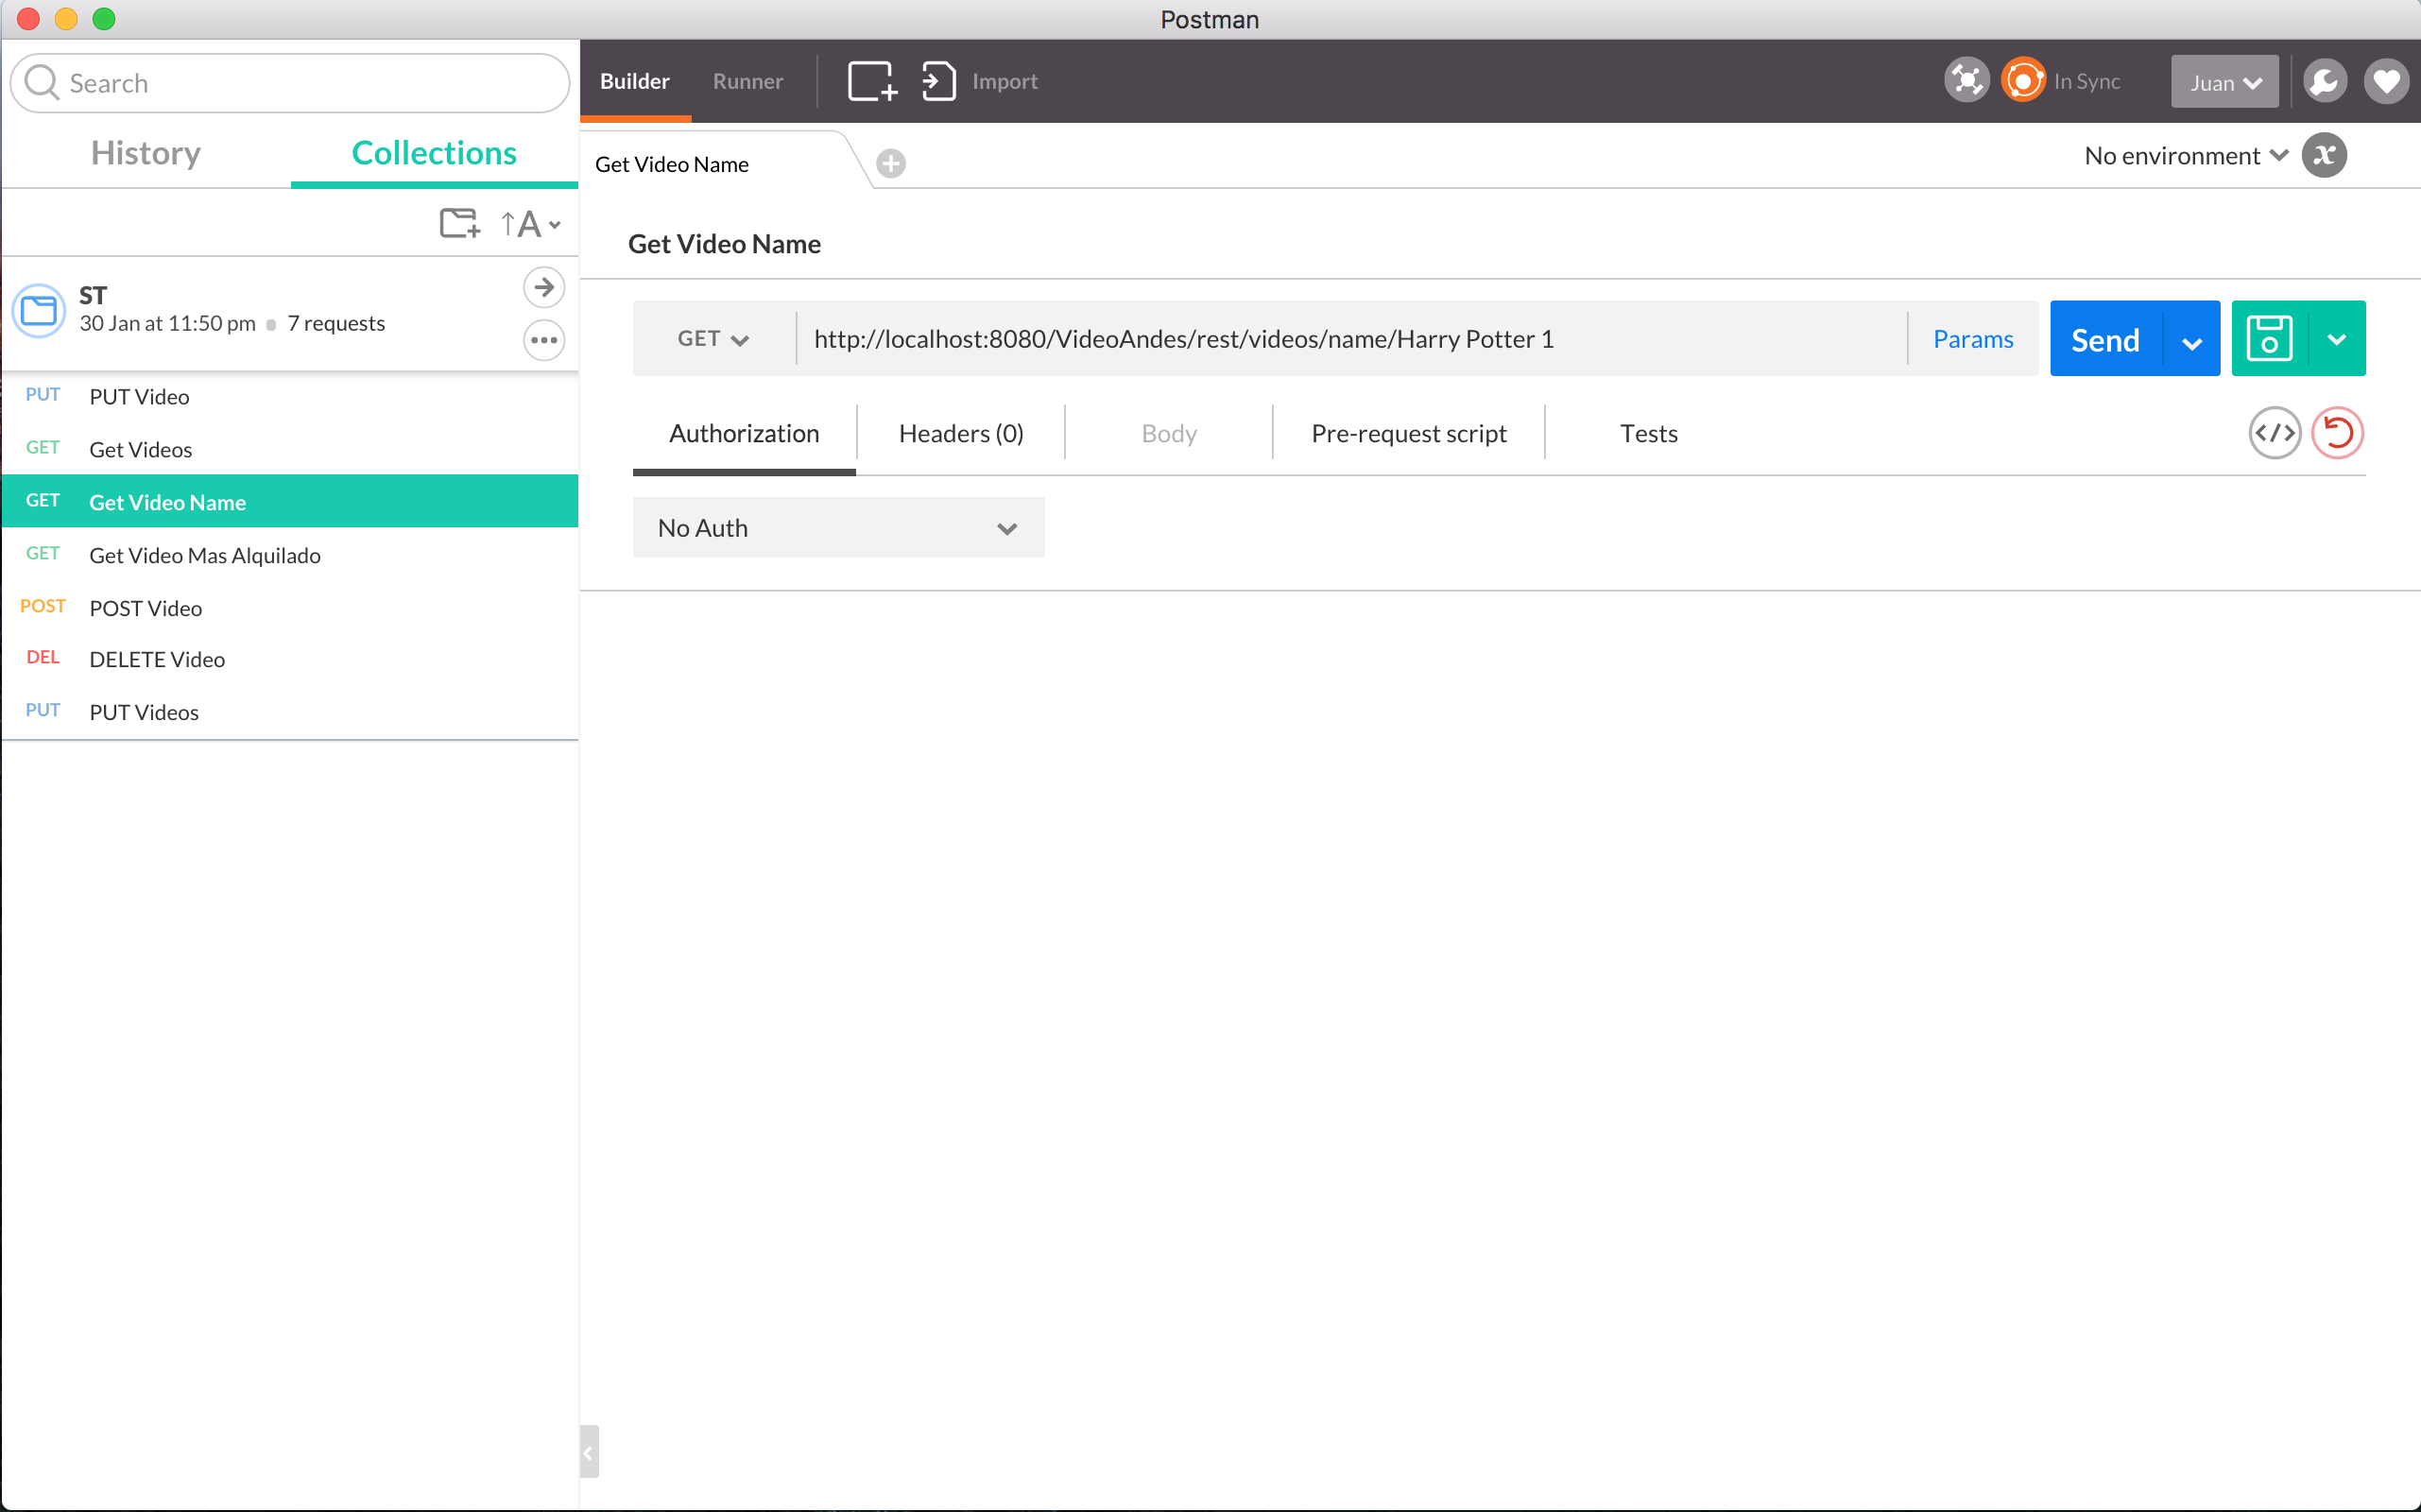 Postman
Search
Builder
Runner
Import
In Sync
Juan
History
Collections
Get Video Name
No environment
x
A
Get Video Name
ST
30 Jan at 11:50 pm
7 requests
GET
http://localhost:8080/VideoAndes/rest/videos/name/Harry Potter 1
Params
Send
PUT
PUT Video
GET
Get Videos
GET
Get Video Name
GET
Get Video Mas Alquilado
POST
POST Video
DEL
DELETE Video
PUT
PUT Videos
Authorization
Headers (0)
Body
Pre-request script
Tests
</>
No Auth